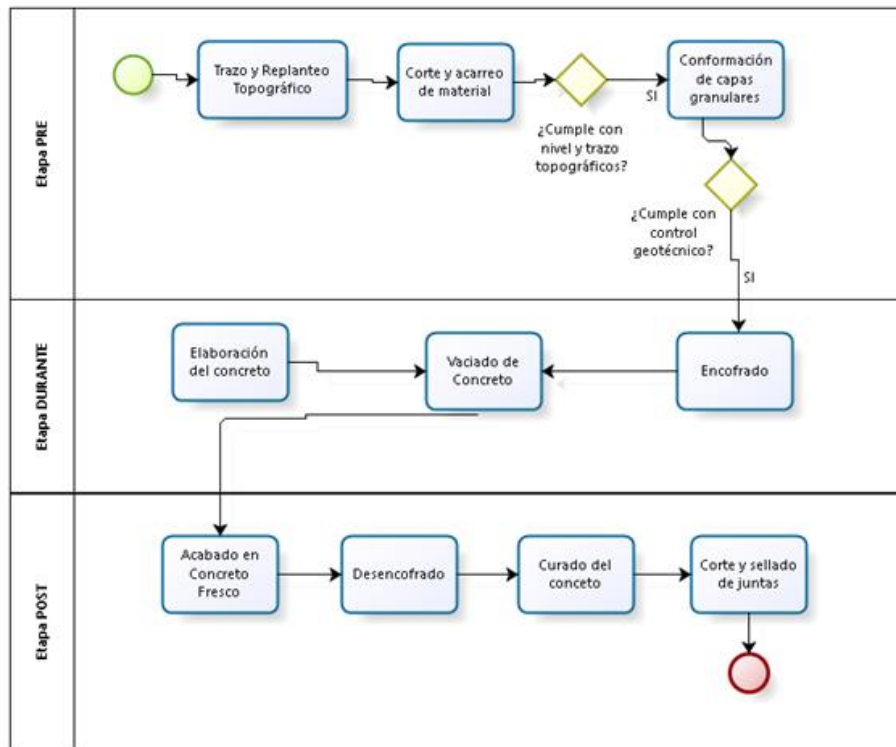 Etapa PRE
Trazo y Replanteo
Topográfico
Corte y acarreo
de material
¿Cumple con
nivel y trazo
topográficos?
SI
Conformación
de capas
granulares
¿Cumple con
control
geotécnico?
SI
Etapa DURANTE
Elaboración
del concreto
Vaciado de
Concreto
Encofrado
Etapa POST
Acabado en
Concreto
Fresco
Desencofrado
Curado del
conceto
Corte y sellado
de juntas